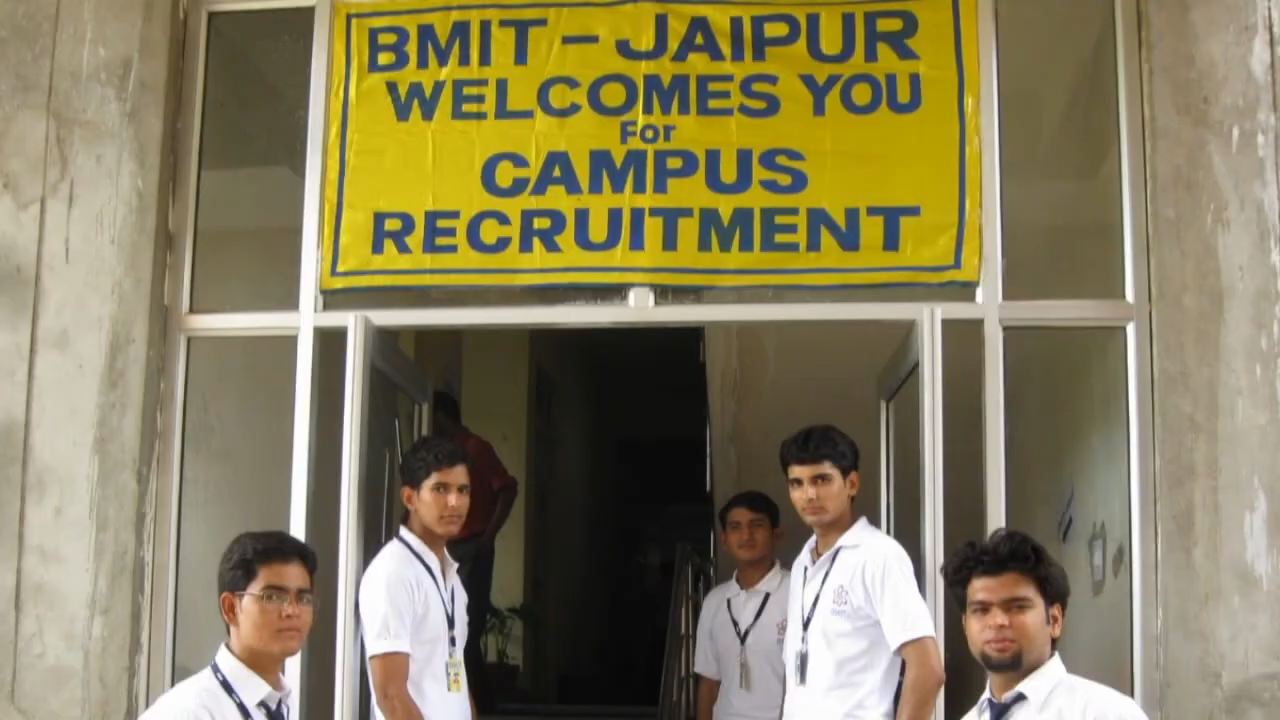 BMIT - JAIPUR
WELCOMES YOU
For
CAMPUS
RECRUITMENT